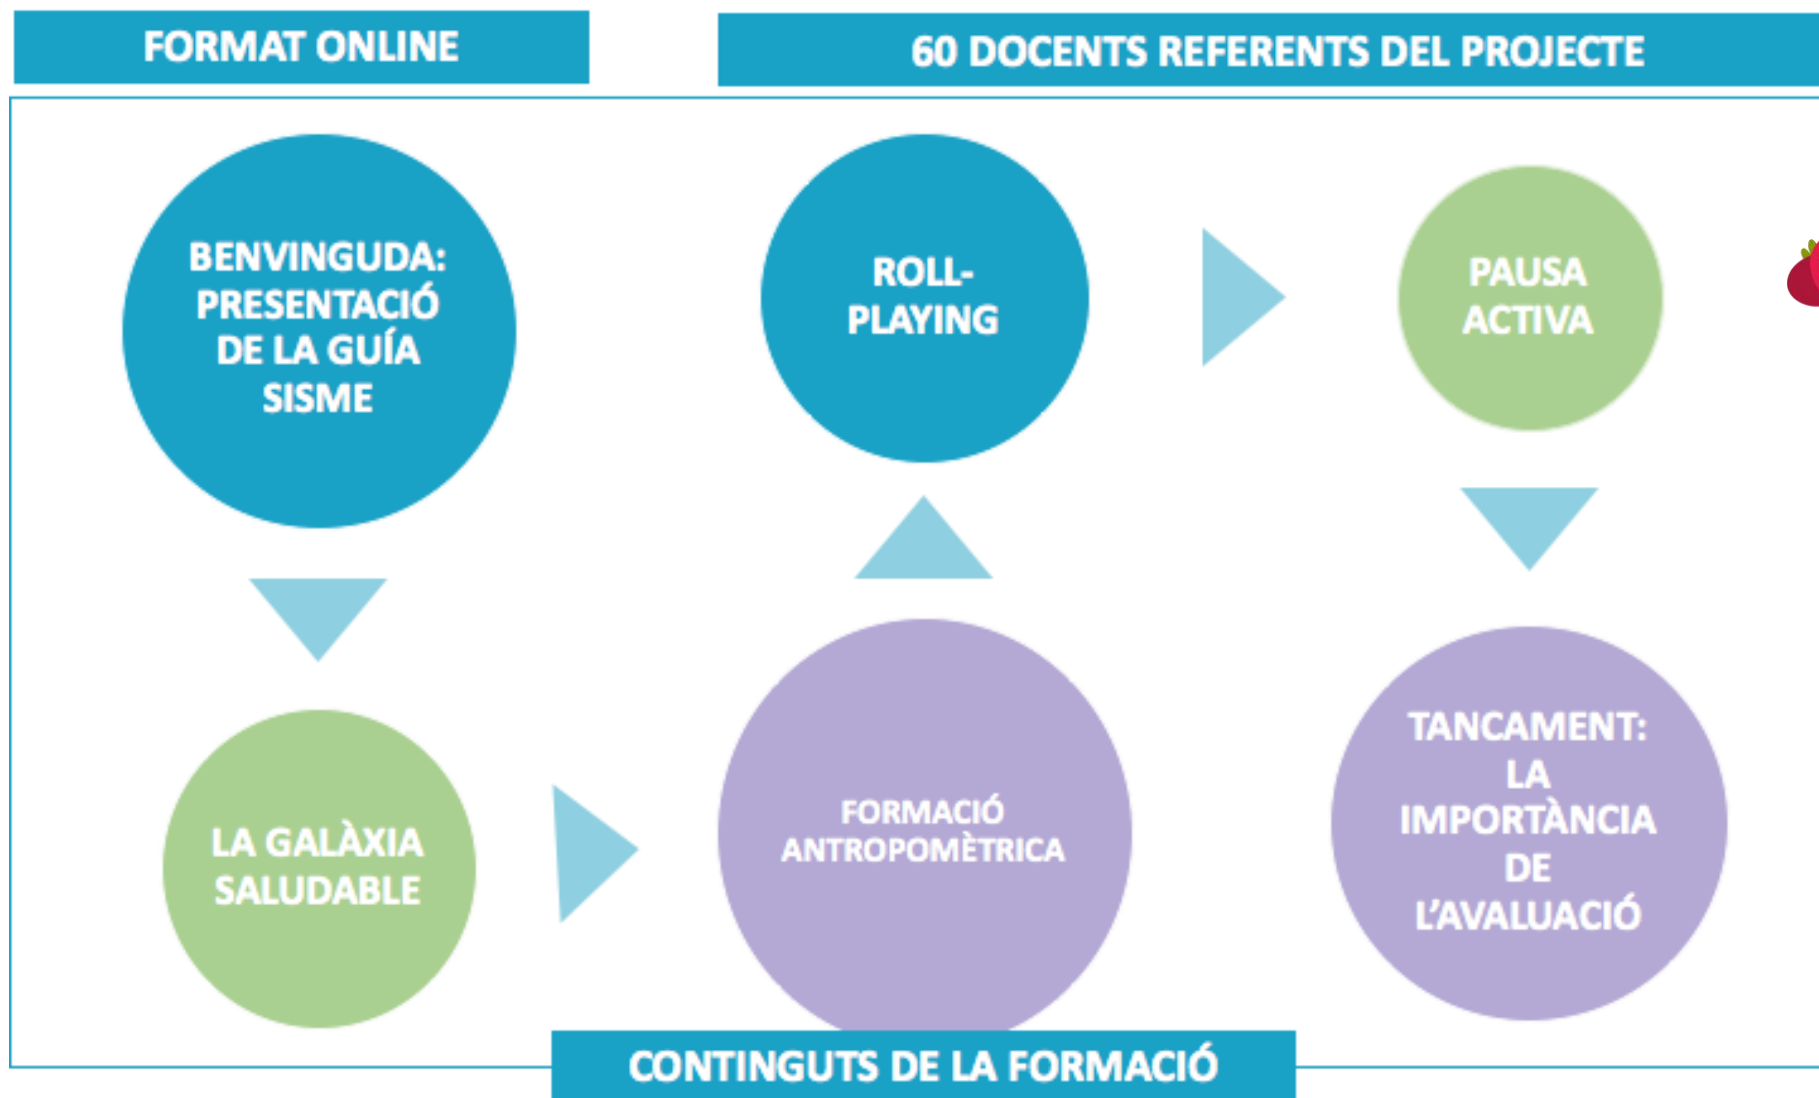 FORMAT ONLINE
60 DOCENTS REFERENTS DEL PROJECTE
BENVINGUDA:
PRESENTACIÓ
DE LA GUÍA
SISME
LA GALÀXIA
SALUDABLE
FORMACIÓ
ANTROPOMÈTRICA
ROLL-
PLAYING
PAUSA
ACTIVA
TANCAMENT:
LA
IMPORTÀNCIA
DE
L’AVALUACIÓ
CONTINGUTS DE LA FORMACIÓ